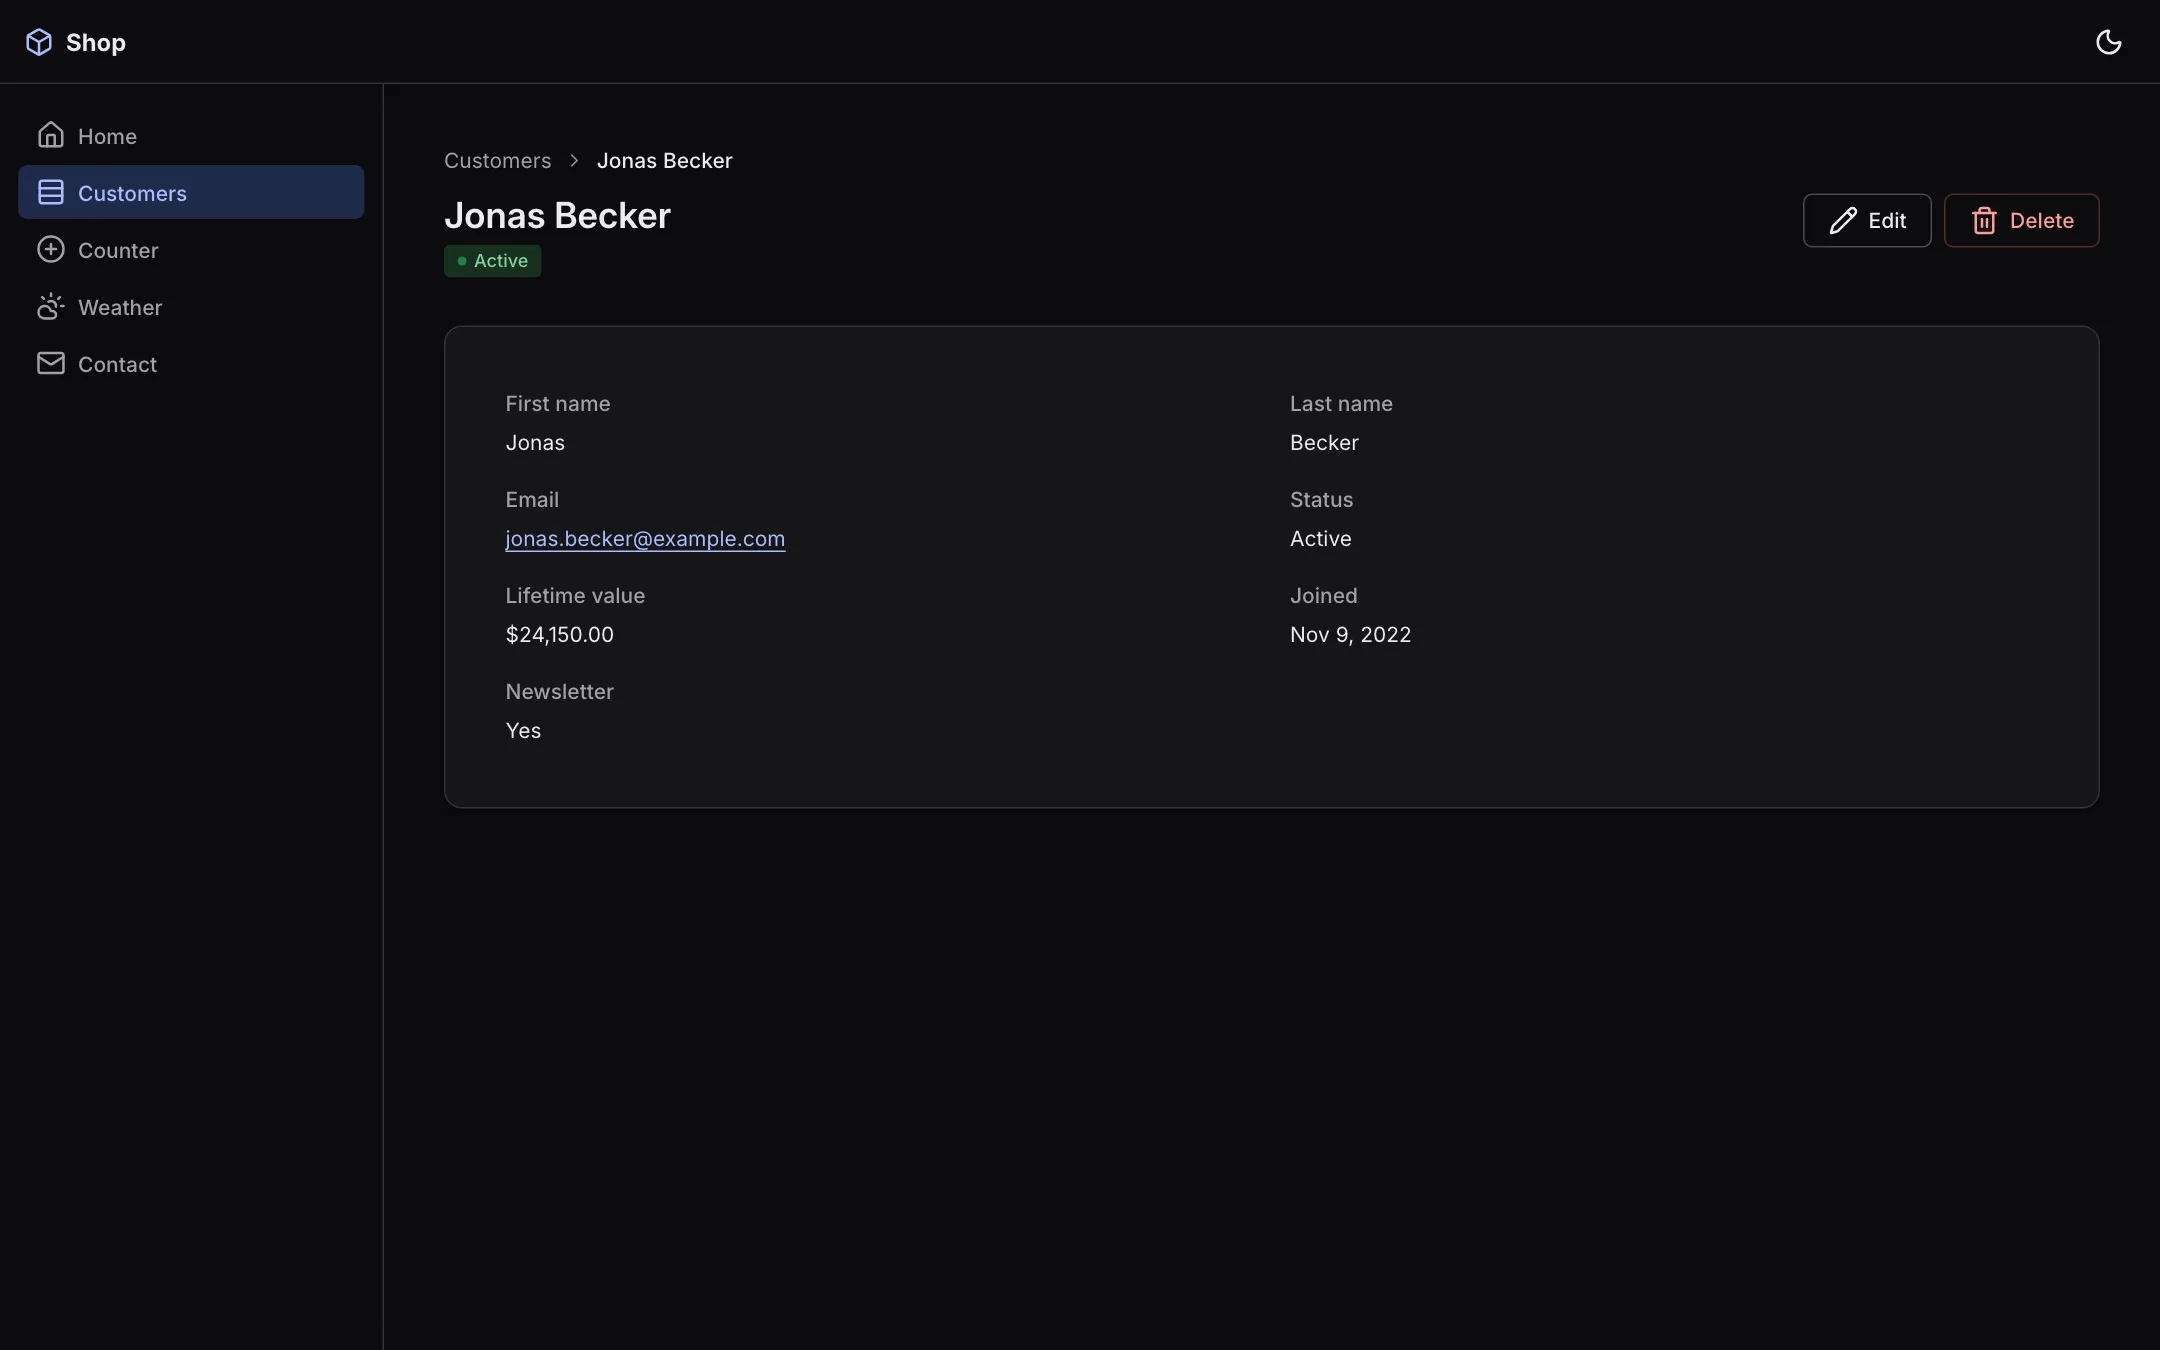 Shop
Home
Customers
Counter
Weather
Contact
Customers > Jonas Becker
Jonas Becker
Active
Edit
Delete
First name
Jonas
Last name
Becker
Email
jonas.becker@example.com
Status
Active
Lifetime value
$24,150.00
Joined
Nov 9, 2022
Newsletter
Yes